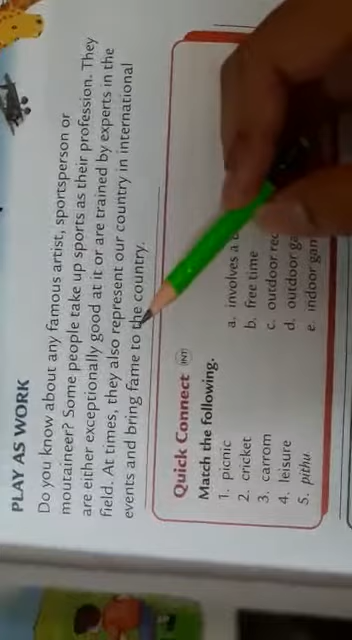 PLAY AS WORK
Do you know about any famous artist, sportsperson or
moutaineer? Some people take up sports as their profession. They
are either exceptionally good at it or are trained by experts in the
field. At times, they also represent our country in international
events and bring fame to the country.
Quick Connect INT
Match the following.
1. picnic a. involves a
2. cricket b. free time
3. carrom c. outdoor
4. leisure d. outdoor
5. pithu e. indoor